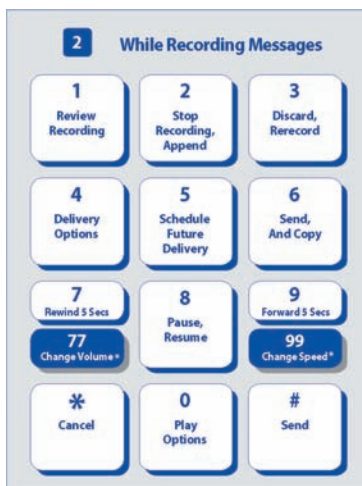 2 While Recording Messages
1
Review
Recording
2
Stop
Recording,
Append
3
Discard,
Rerecord
4
Delivery
Options
5
Schedule
Future
Delivery
6
Send,
And Copy
7
Rewind 5 Secs
77
Change Volume*
8
Pause,
Resume
9
Forward 5 Secs
99
Change Speed*
*
Cancel
0
Play
Options
#
Send